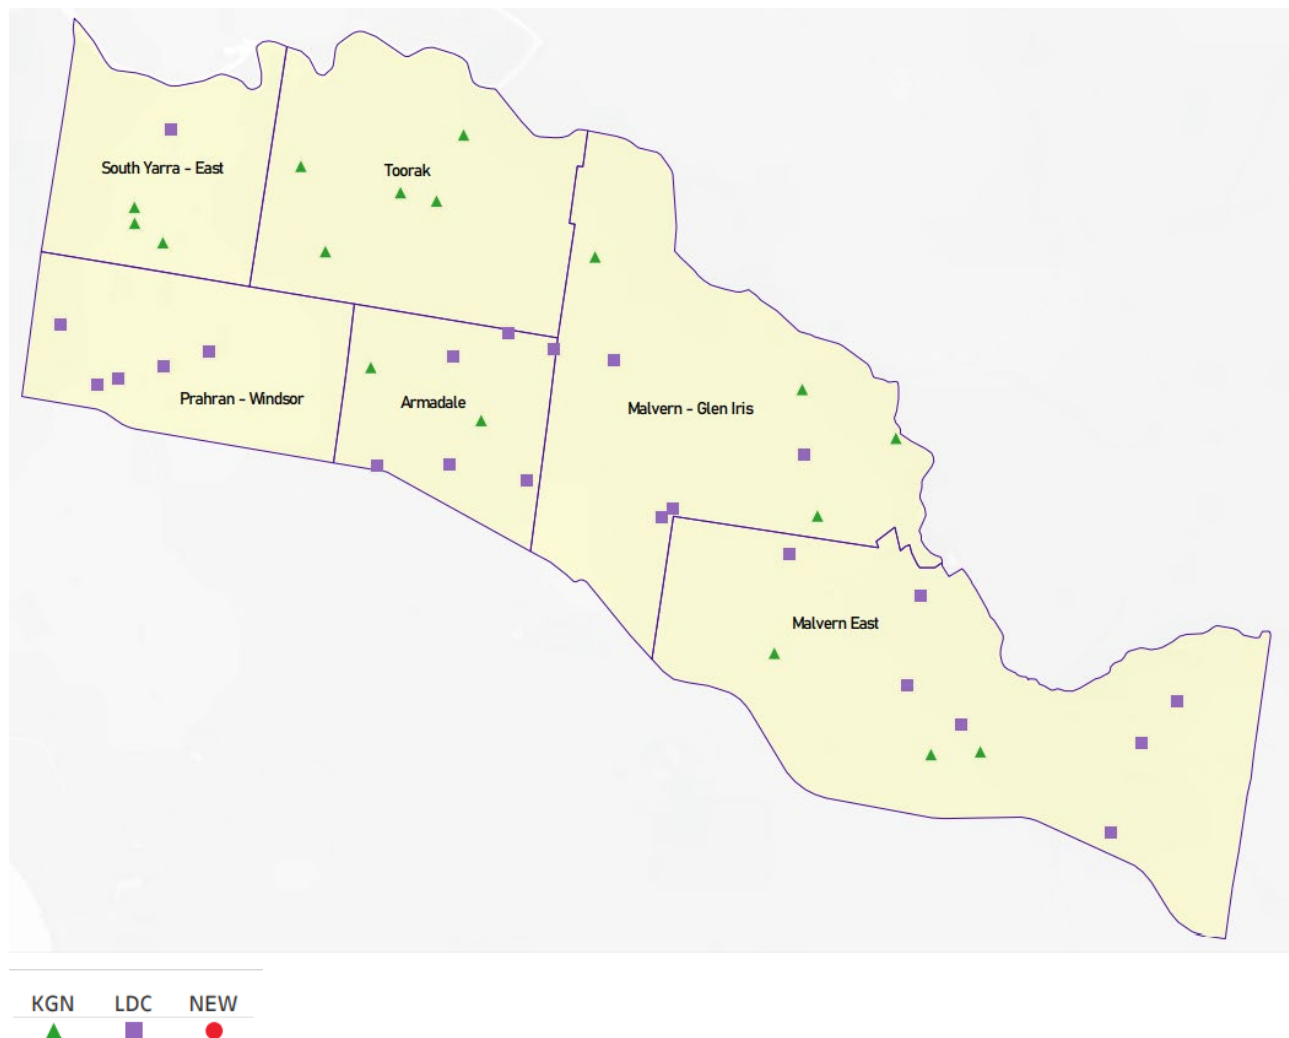 South Yarra - East
Toorak
Prahran - Windsor
Armadale
Malvern - Glen Iris
Malvern East
KGN LDC NEW